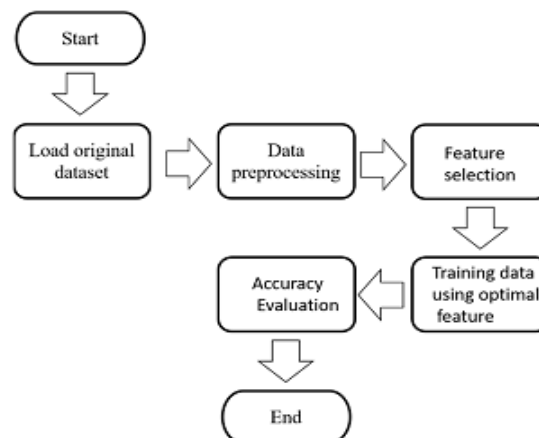 Start
Load original
dataset
Data
preprocessing
Feature
selection
Training data
using optimal
feature
Accuracy
Evaluation
End